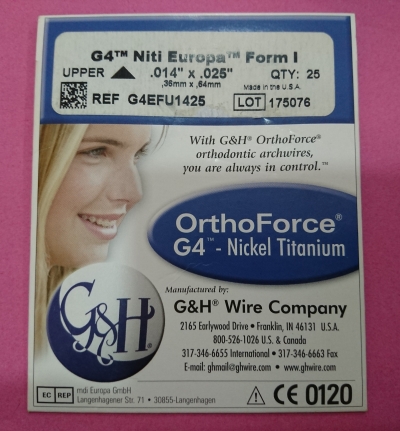 G4™ Niti Europa™ Form I
UPPER ▲ .014" x .025" QTY: 25
,36mm x ,64mm Made in the U.S.A
REF G4EFU1425 LOT 175076
With G&H® OrthoForce®
orthodontic archwires,
you are always in control.™
OrthoForce®
G4™ - Nickel Titanium
G&H®
Manufactured by:
G&H® Wire Company
2165 Earlywood Drive • Franklin, IN 46131 U.S.A.
800-526-1026 U.S. & Canada
317-346-6655 International • 317-346-6663 Fax
E-mail: ghmail@ghwire.com • www.ghwire.com
EC REP mdi Europa GmbH
Langenhagener Str. 71 • 30855-Langenhagen
CE 0120